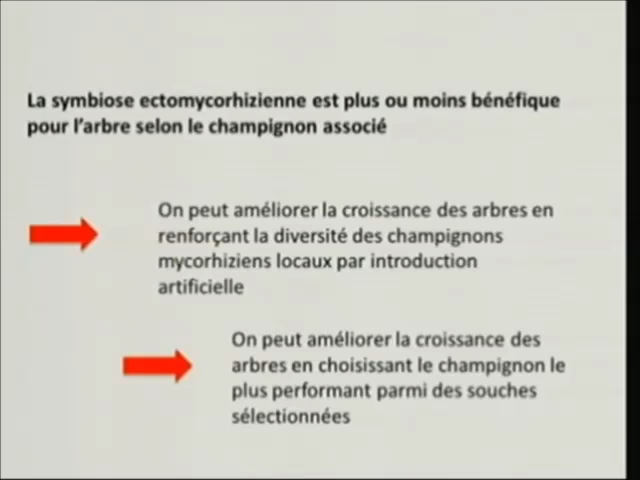 La symbiose ectomycorhizienne est plus ou moins bénéfique
pour l'arbre selon le champignon associé
On peut améliorer la croissance des arbres en
renforçant la diversité des champignons
mycorhiziens locaux par introduction
artificielle
On peut améliorer la croissance des
arbres en choisissant le champignon le
plus performant parmi des souches
sélectionnées